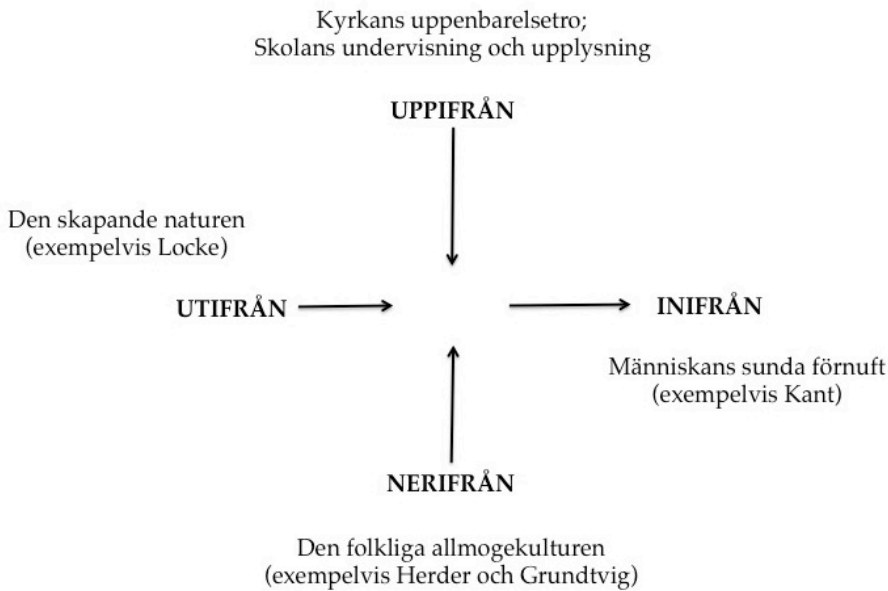 Kyrkans uppenbarelsetro;
Skolans undervisning och upplysning
UPPIFRÅN
Den skapande naturen
(exempelvis Locke)
UTIFRÅN
INIFRÅN
Människans sunda förnuft
(exempelvis Kant)
NERIFRÅN
Den folkliga allmogekulturen
(exempelvis Herder och Grundtvig)